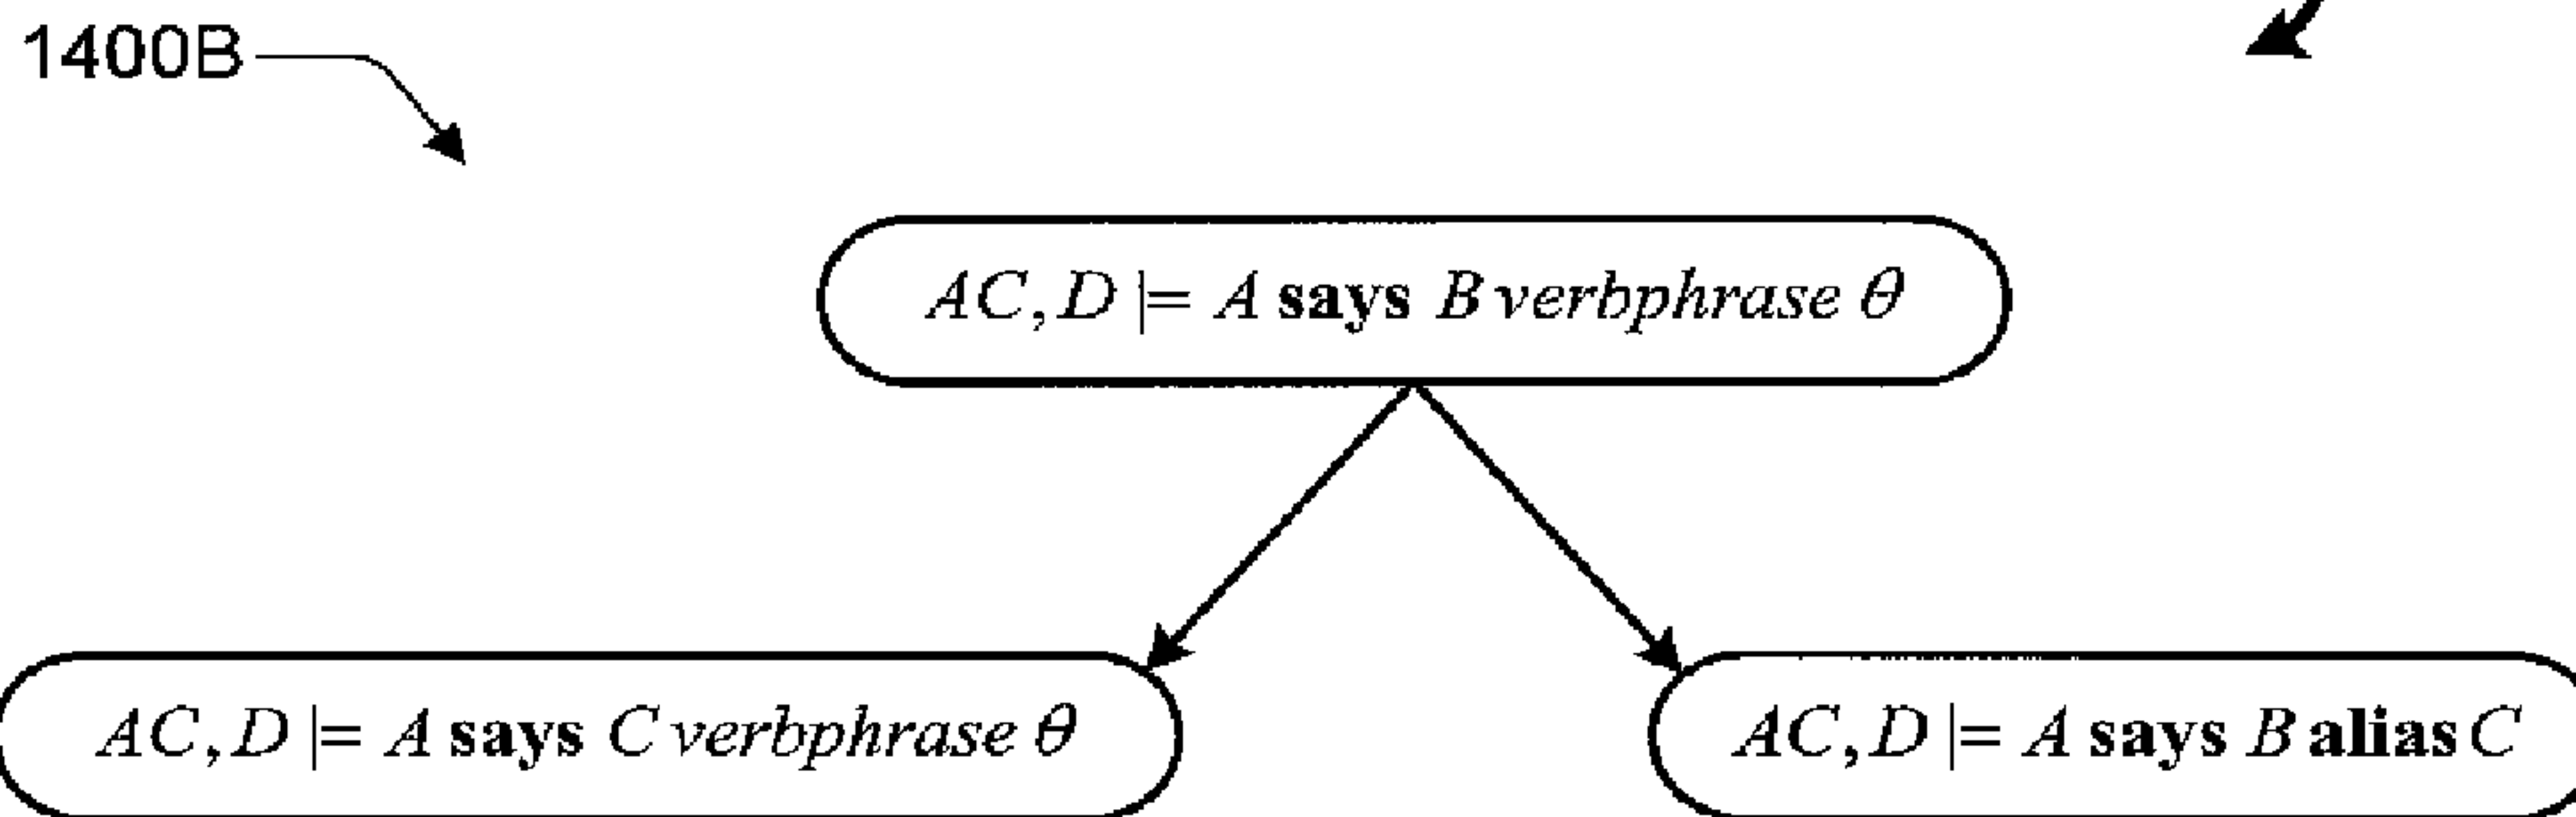 1400B
AC, D |= A says B verbphrase θ
AC, D |= A says C verbphrase θ
AC, D |= A says B alias C